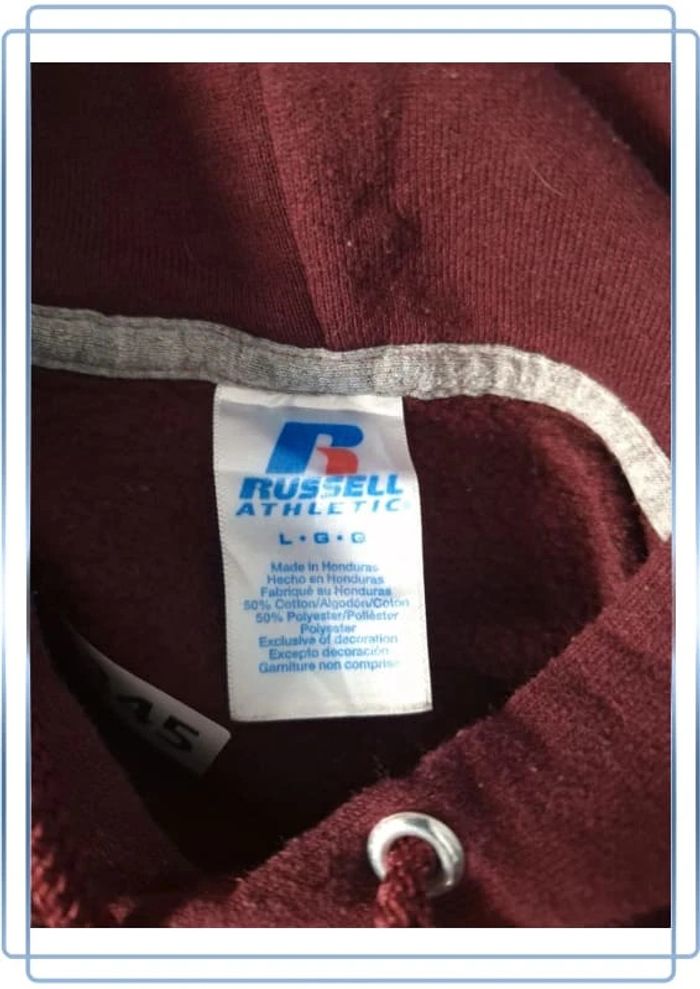 RUSSELL
ATHLETIC
L • G • G
Made in Honduras
Hecho en Honduras
Fabriqué au Honduras
50% Cotton/Algodón/Coton
50% Polyester/Poliéster
Polyester
Exclusive of decoration
Excepto decoración
Garniture non comprise
45